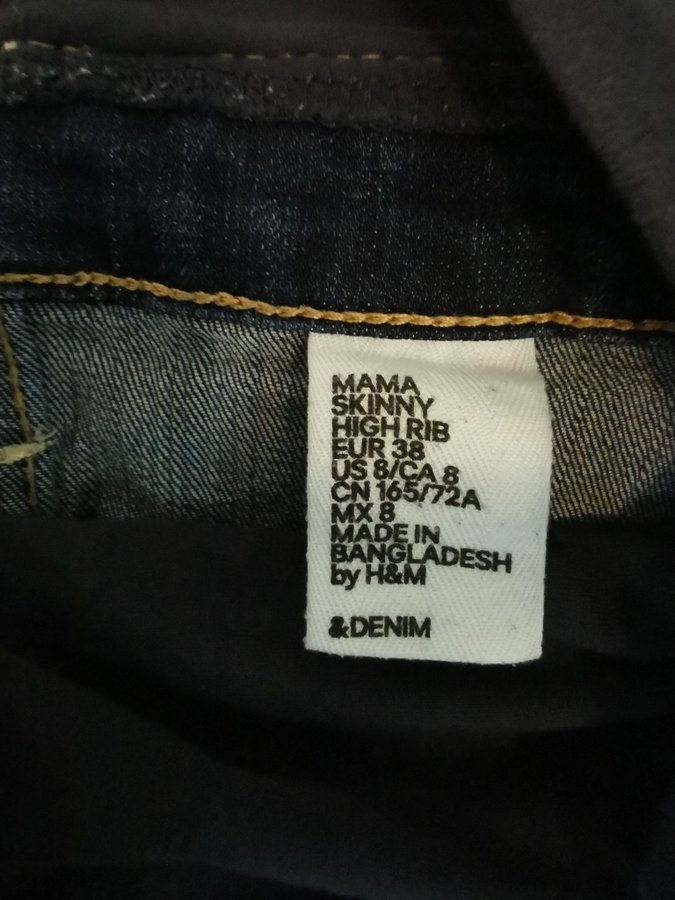 MAMA
SKINNY
HIGH RIB
EUR 38
US 8/CA 8
CN 165/72A
MX 8
MADE IN
BANGLADESH
by H&M
&DENIM